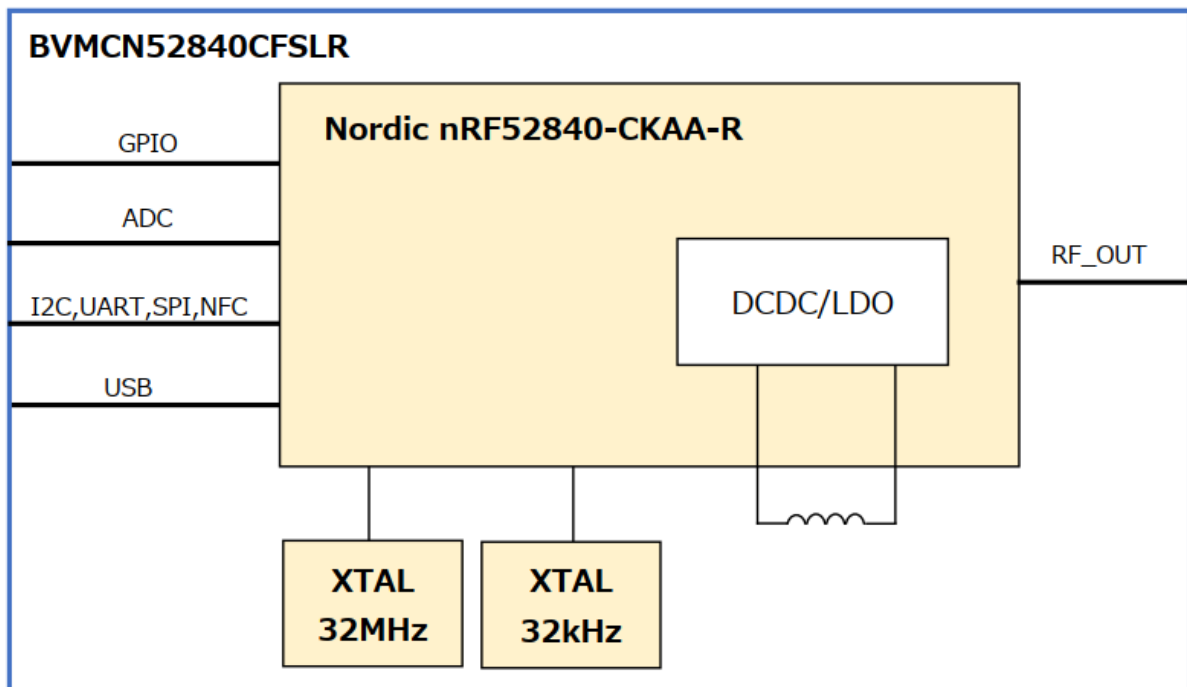 BVMCN52840CFSLR
Nordic nRF52840-CKAA-R
GPIO
ADC
I2C,UART,SPI,NFC
USB
DCDC/LDO
RF_OUT
XTAL
32MHz
XTAL
32kHz